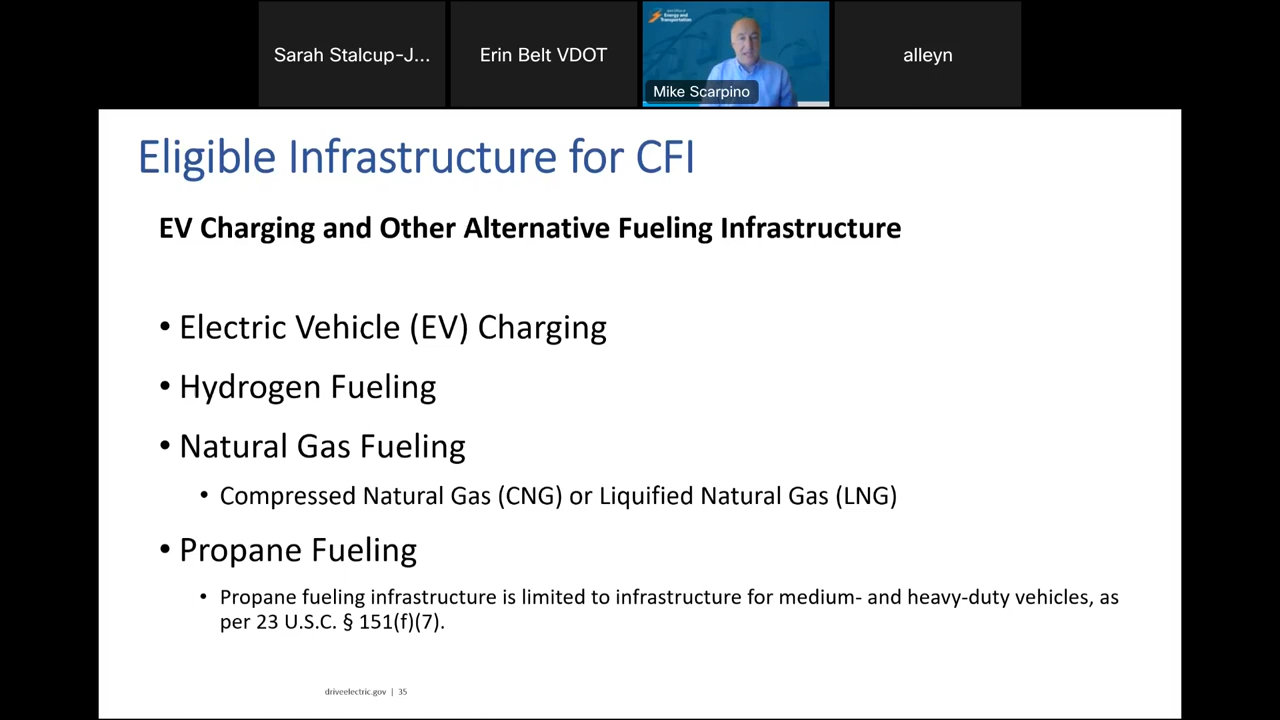 Sarah Stalcup-J...
Erin Belt VDOT
Energy and
Transportation
Mike Scarpino
alleyn
Eligible Infrastructure for CFI
EV Charging and Other Alternative Fueling Infrastructure
• Electric Vehicle (EV) Charging
• Hydrogen Fueling
• Natural Gas Fueling
• Compressed Natural Gas (CNG) or Liquified Natural Gas (LNG)
• Propane Fueling
• Propane fueling infrastructure is limited to infrastructure for medium- and heavy-duty vehicles, as
per 23 U.S.C. § 151(f)(7).
driveelectric.gov | 35